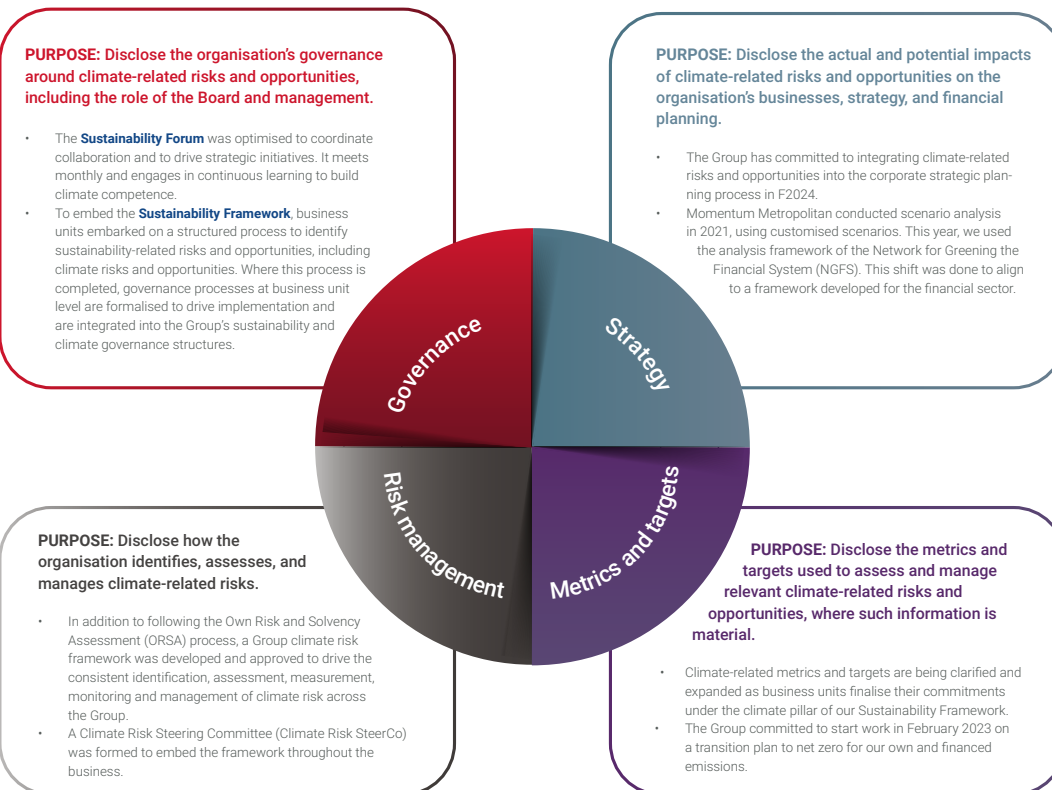 PURPOSE: Disclose the organisation's governance
around climate-related risks and opportunities,
including the role of the Board and management.
• The Sustainability Forum was optimised to coordinate
collaboration and to drive strategic initiatives. It meets
monthly and engages in continuous learning to build
climate competence.
• To embed the Sustainability Framework, business
units embarked on a structured process to identify
sustainability-related risks and opportunities, including
climate risks and opportunities. Where this process is
completed, governance processes at business unit
level are formalised to drive implementation and
are integrated into the Group's sustainability and
climate governance structures.
PURPOSE: Disclose the actual and potential impacts
of climate-related risks and opportunities on the
organisation's businesses, strategy, and financial
planning.
• The Group has committed to integrating climate-related
risks and opportunities into the corporate strategic plan-
ning process in F2024.
• Momentum Metropolitan conducted scenario analysis
in 2021, using customised scenarios. This year, we used
the analysis framework of the Network for Greening the
Financial System (NGFS). This shift was done to align
to a framework developed for the financial sector.
Governance
Strategy
Risk management
Metrics and targets
PURPOSE: Disclose how the
organisation identifies, assesses, and
manages climate-related risks.
• In addition to following the Own Risk and Solvency
Assessment (ORSA) process, a Group climate risk
framework was developed and approved to drive the
consistent identification, assessment, measurement,
monitoring and management of climate risk across
the Group.
• A Climate Risk Steering Committee (Climate Risk SteerCo)
was formed to embed the framework throughout the
business.
PURPOSE: Disclose the metrics and
targets used to assess and manage
relevant climate-related risks and
opportunities, where such information is
material.
• Climate-related metrics and targets are being clarified and
expanded as business units finalise their commitments
under the climate pillar of our Sustainability Framework.
• The Group committed to start work in February 2023 on
a transition plan to net zero for our own and financed
emissions.